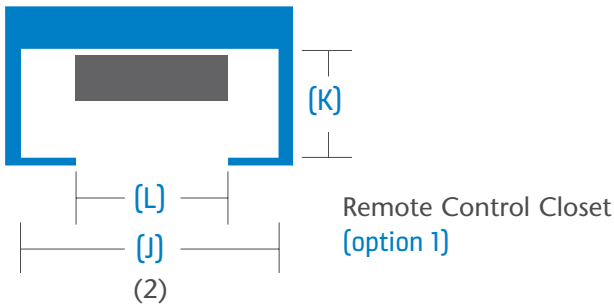 (K)
(L)
(J)
(2)
Remote Control Closet
(option 1)